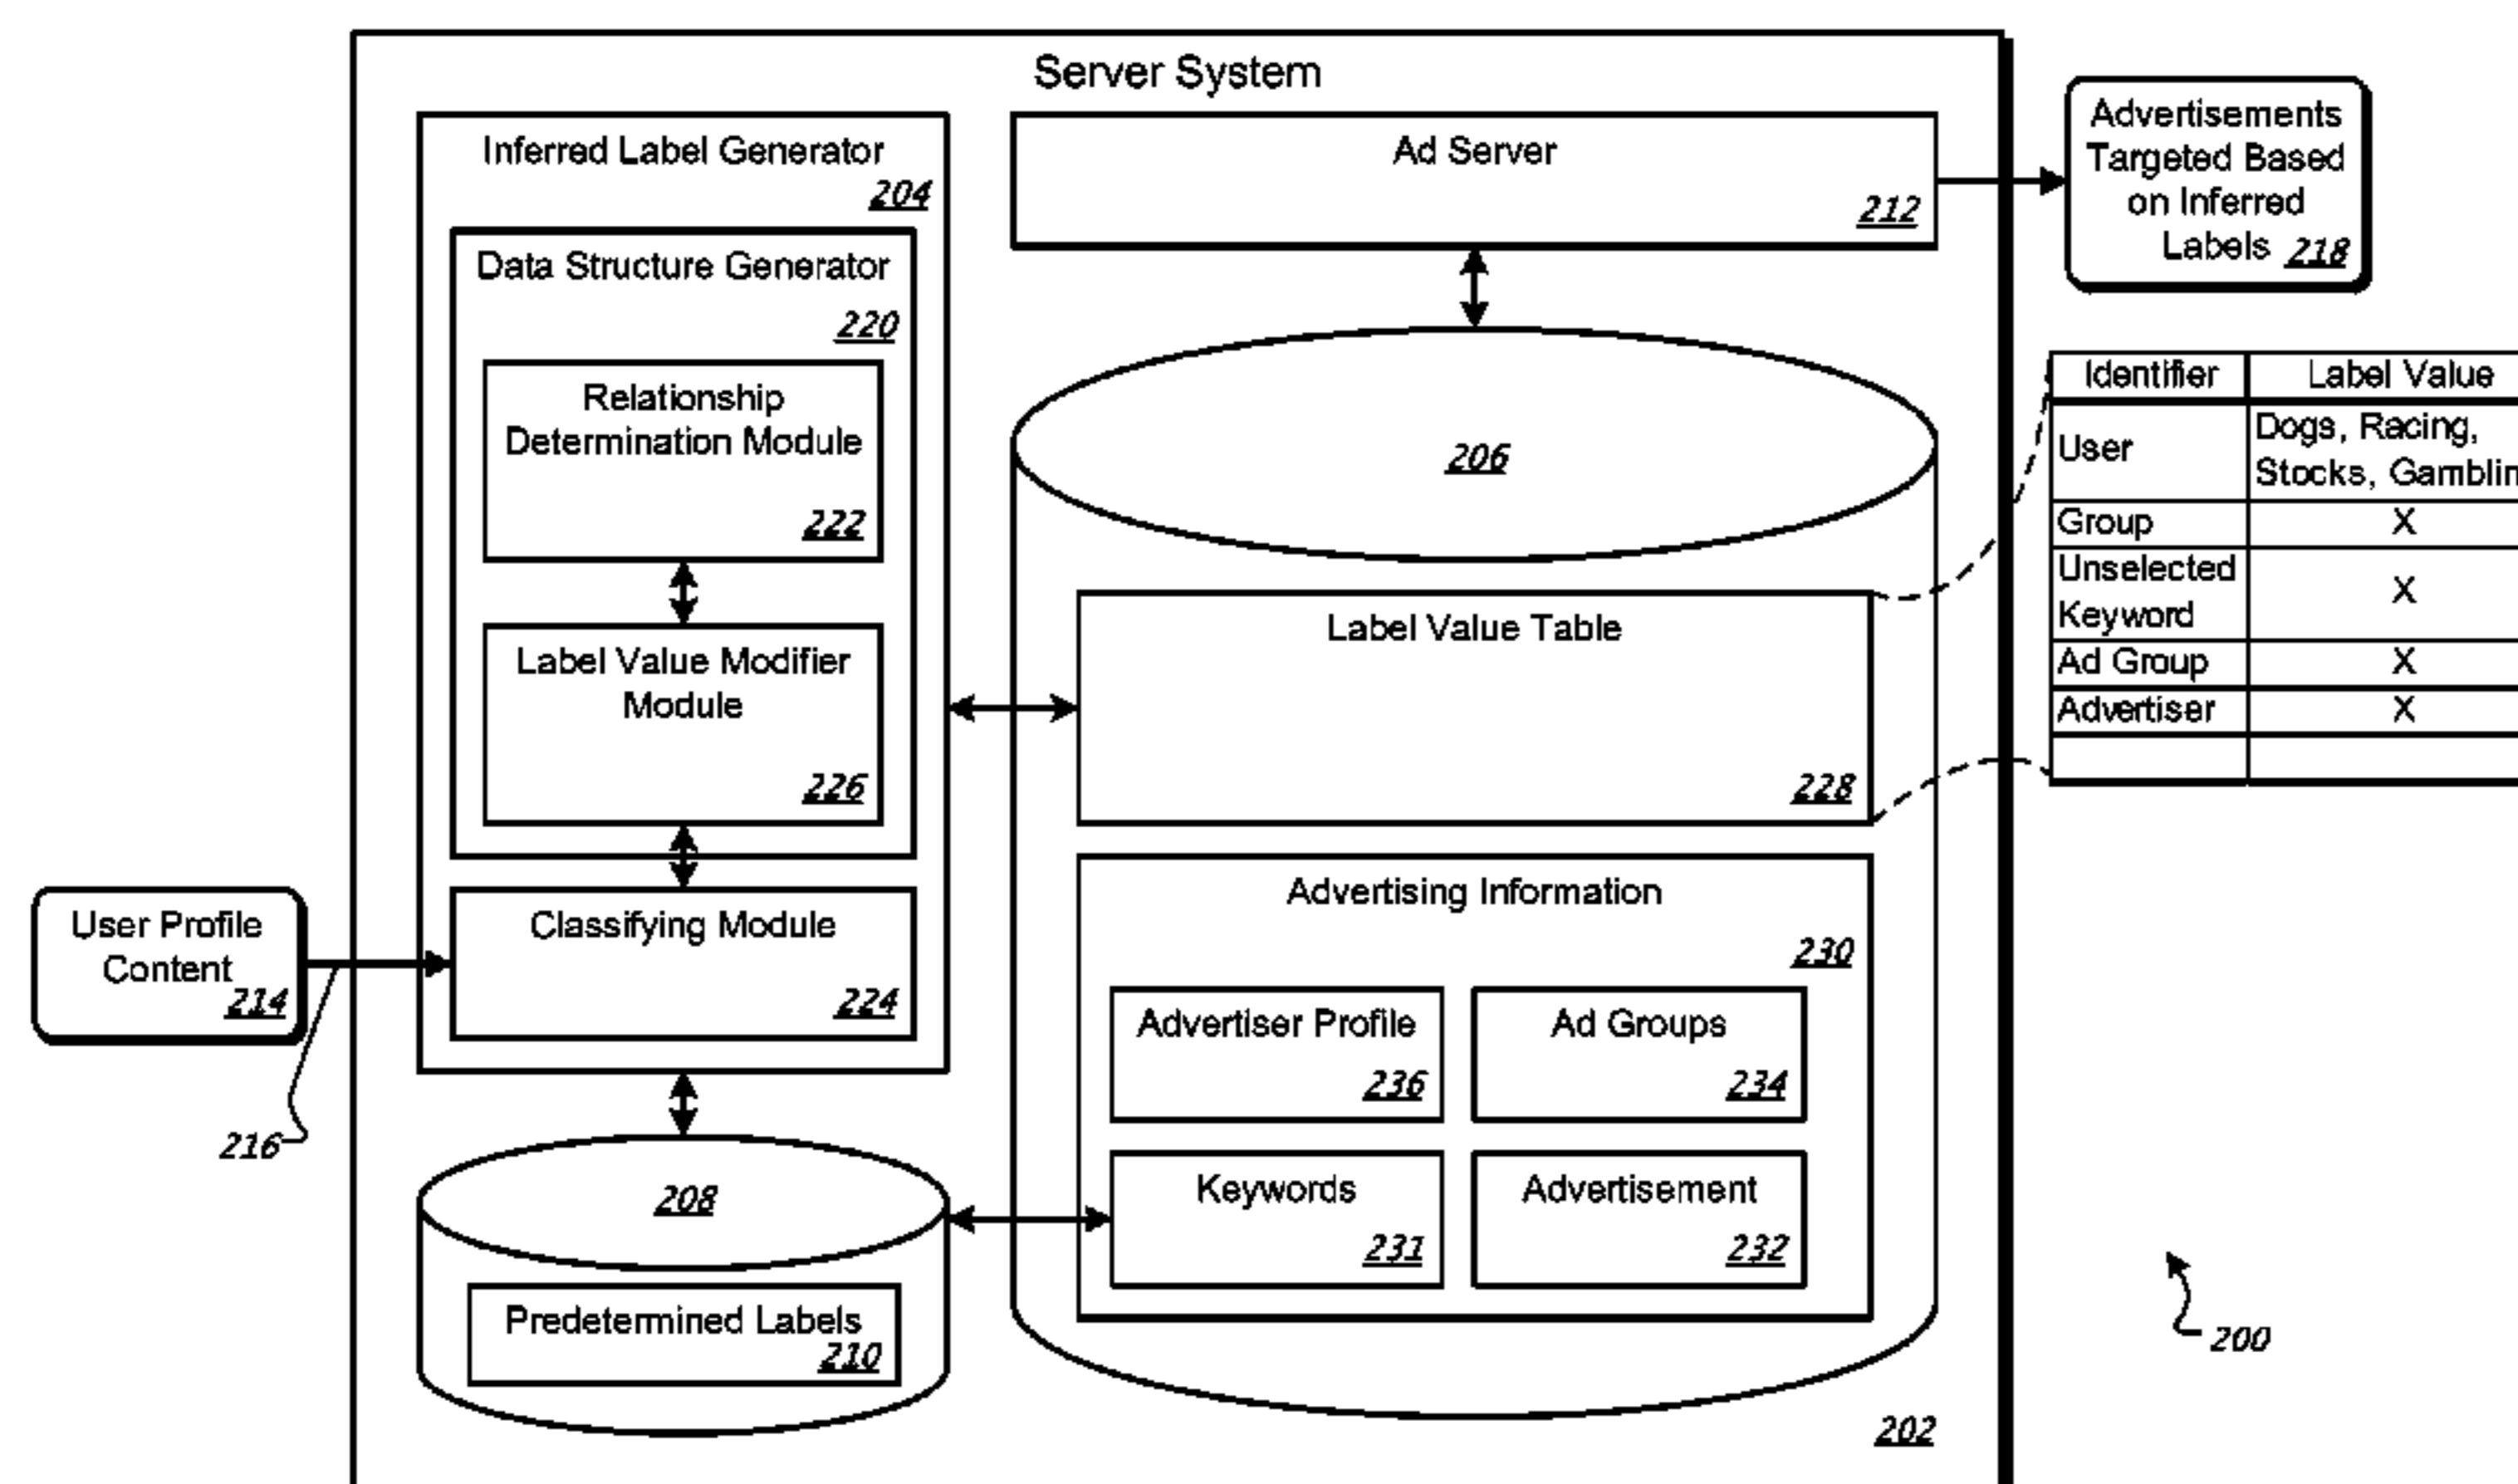 Server System
Inferred Label Generator
204
Data Structure Generator
220
Relationship
Determination Module
222
Label Value Modifier
Module
226
Classifying Module
224
User Profile
Content
214
216
208
Predetermined Labels
210
Ad Server
212
206
Label Value Table
228
Advertising Information
230
Advertiser Profile
236
Ad Groups
234
Keywords
231
Advertisement
232
202
Advertisements
Targeted Based
on Inferred
Labels 218
Identifier Label Value
User Dogs, Racing,
Stocks, Gamblin
Group X
Unselected
Keyword X
Ad Group X
Advertiser X
200